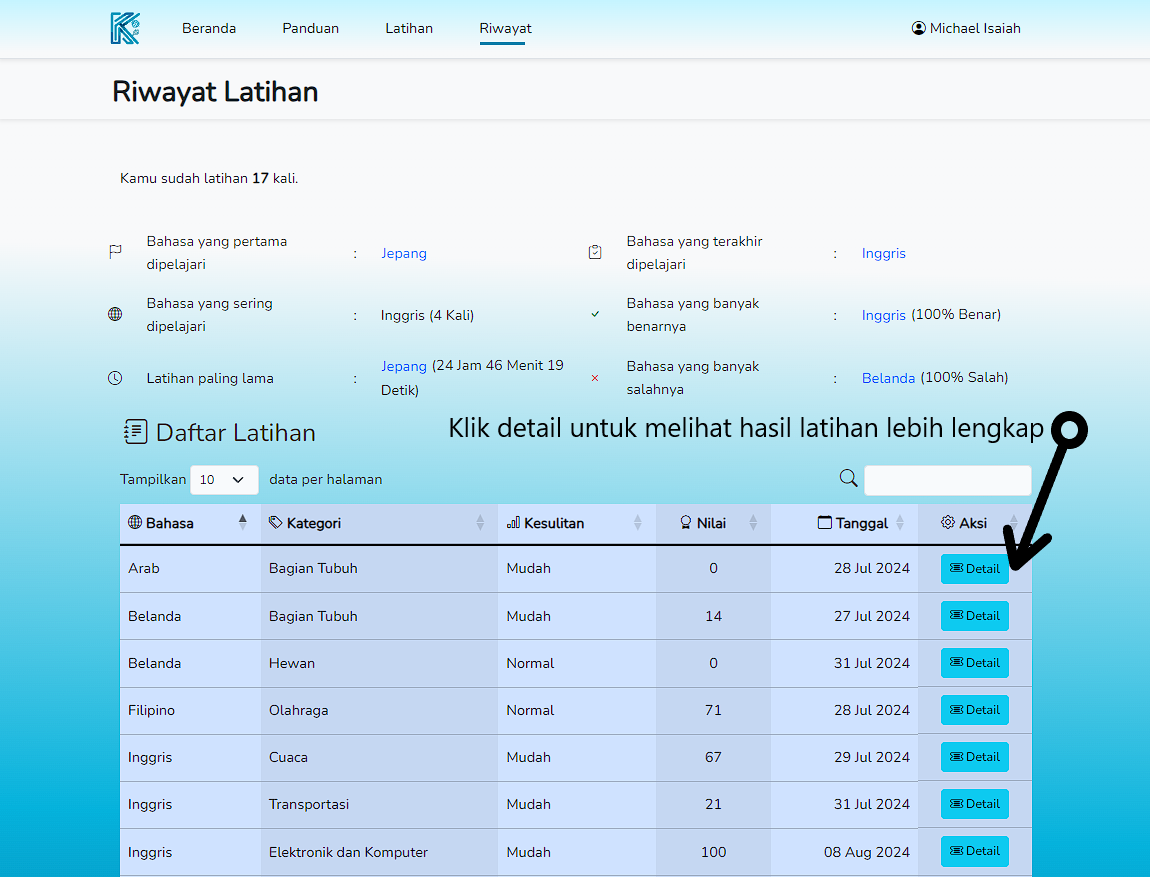 Beranda Panduan Latihan Riwayat Michael Isaiah
Riwayat Latihan
Kamu sudah latihan 17 kali.
Bahasa yang pertama dipelajari : Jepang
Bahasa yang terakhir dipelajari : Inggris
Bahasa yang sering dipelajari : Inggris (4 Kali)
Bahasa yang banyak benarnya : Inggris (100% Benar)
Latihan paling lama : Jepang (24 Jam 46 Menit 19 Detik)
Bahasa yang banyak salahnya : Belanda (100% Salah)
Daftar Latihan
Klik detail untuk melihat hasil latihan lebih lengkap
Tampilkan 10 data per halaman
Bahasa Kategori Kesulitan Nilai Tanggal Aksi
Arab Bagian Tubuh Mudah 0 28 Jul 2024 Detail
Belanda Bagian Tubuh Mudah 14 27 Jul 2024 Detail
Belanda Hewan Normal 0 31 Jul 2024 Detail
Filipino Olahraga Normal 71 28 Jul 2024 Detail
Inggris Cuaca Mudah 67 29 Jul 2024 Detail
Inggris Transportasi Mudah 21 31 Jul 2024 Detail
Inggris Elektronik dan Komputer Mudah 100 08 Aug 2024 Detail